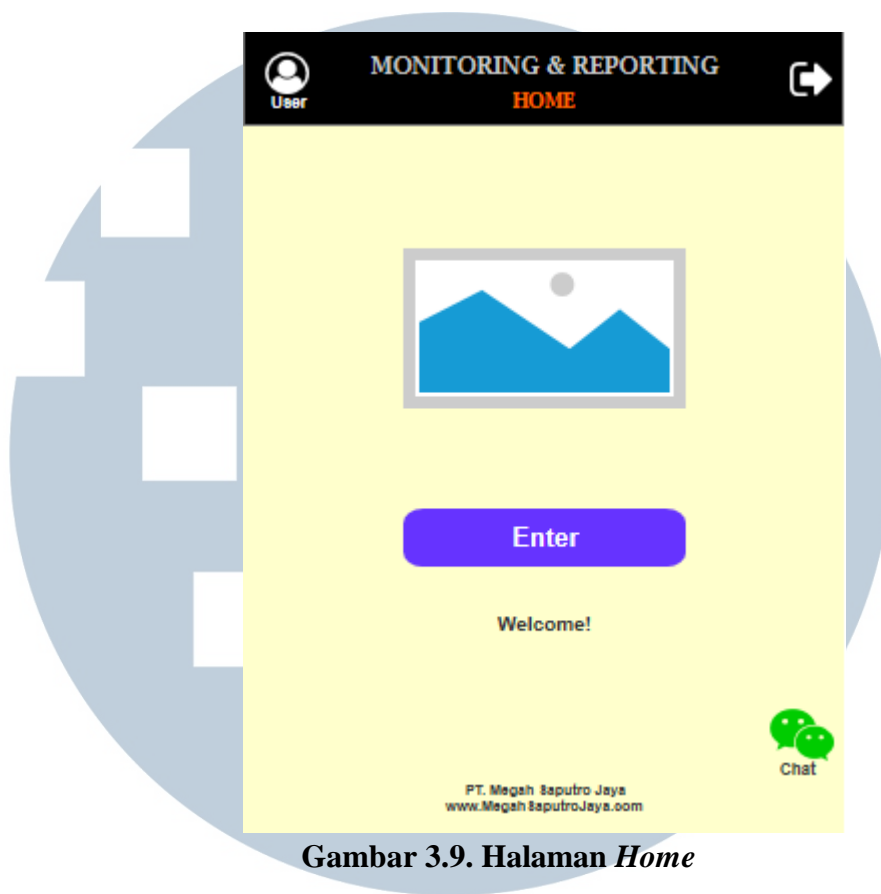 MONITORING & REPORTING
User
HOME
Enter
Welcome!
Chat
PT. Megah Saputro Jaya
www.MegahSaputroJaya.com
Gambar 3.9. Halaman Home